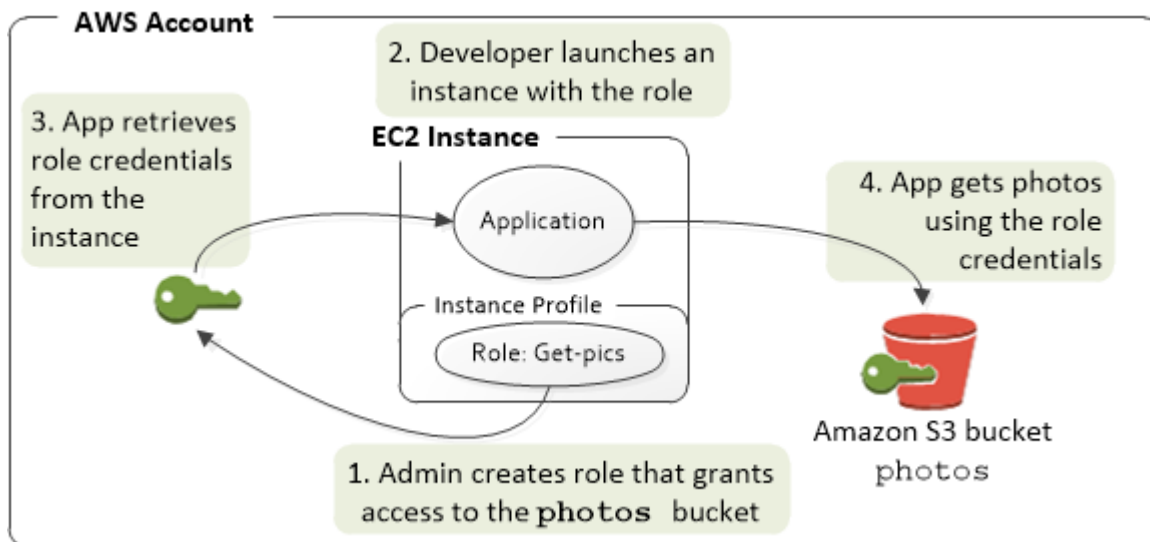 AWS Account
2. Developer launches an
instance with the role
3. App retrieves
role credentials
from the
instance
EC2 Instance
Application
4. App gets photos
using the role
credentials
Instance Profile
Role: Get-pics
Amazon S3 bucket
photos
1. Admin creates role that grants
access to the photos bucket